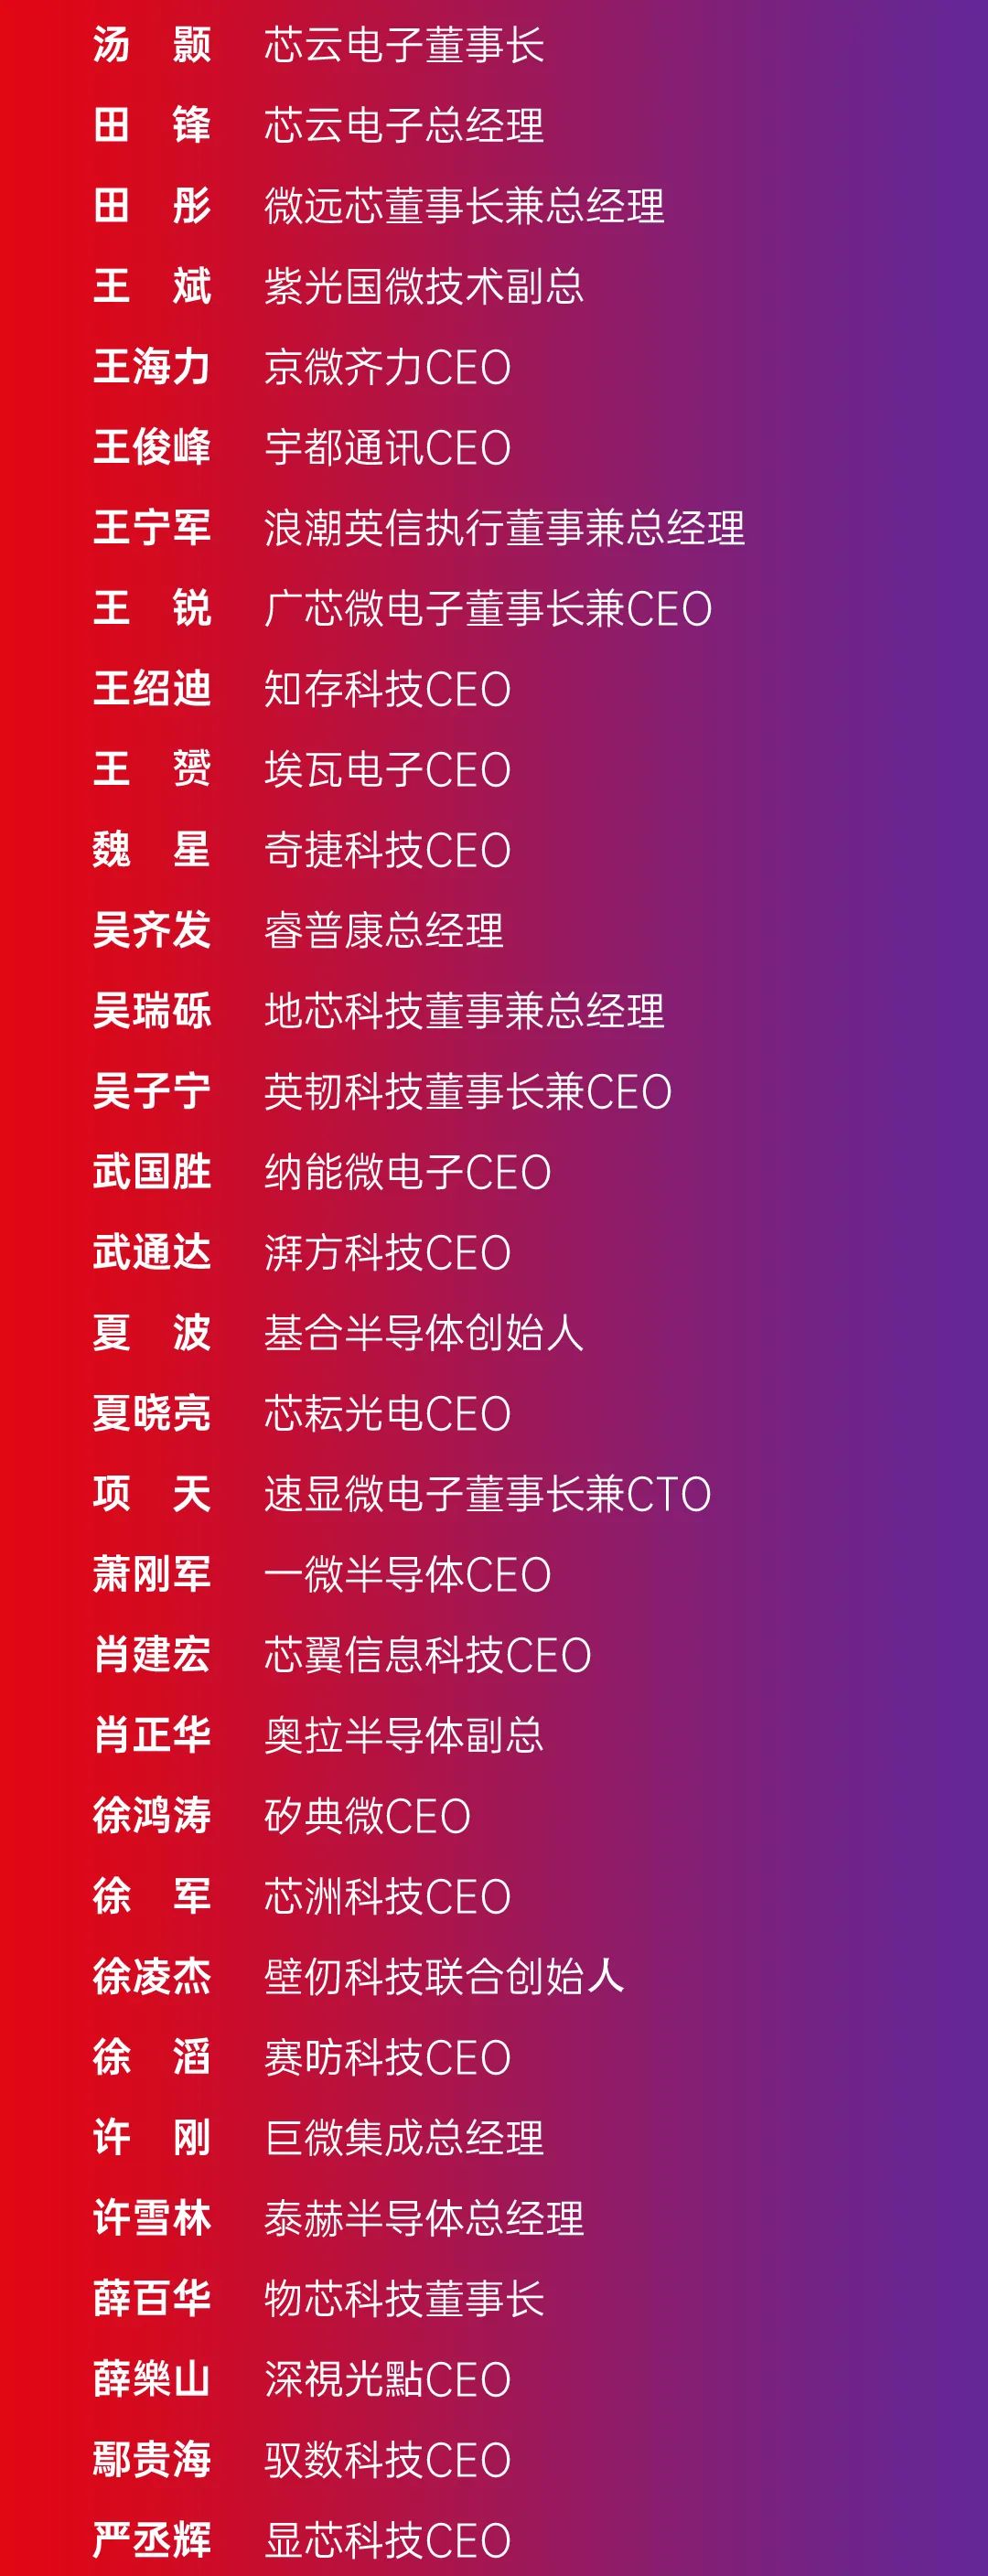 汤　颢　芯云电子董事长
田　锋　芯云电子总经理
田　彤　微远芯董事长兼总经理
王　斌　紫光国微技术副总
王海力　京微齐力CEO
王俊峰　宇都通讯CEO
王宁军　浪潮英信执行董事兼总经理
王　锐　广芯微电子董事长兼CEO
王绍迪　知存科技CEO
王　赟　埃瓦电子CEO
魏　星　奇捷科技CEO
吴齐发　睿普康总经理
吴瑞砾　地芯科技董事兼总经理
吴子宁　英韧科技董事长兼CEO
武国胜　纳能微电子CEO
武通达　湃方科技CEO
夏　波　基合半导体创始人
夏晓亮　芯耘光电CEO
项　天　速显微电子董事长兼CTO
萧刚军　一微半导体CEO
肖建宏　芯翼信息科技CEO
肖正华　奥拉半导体副总
徐鸿涛　矽典微CEO
徐　军　芯洲科技CEO
徐凌杰　壁仞科技联合创始人
徐　滔　赛昉科技CEO
许　刚　巨微集成总经理
许雪林　泰赫半导体总经理
薛百华　物芯科技董事长
薛樂山　深視光點CEO
鄢贵海　驭数科技CEO
严丞辉　显芯科技CEO